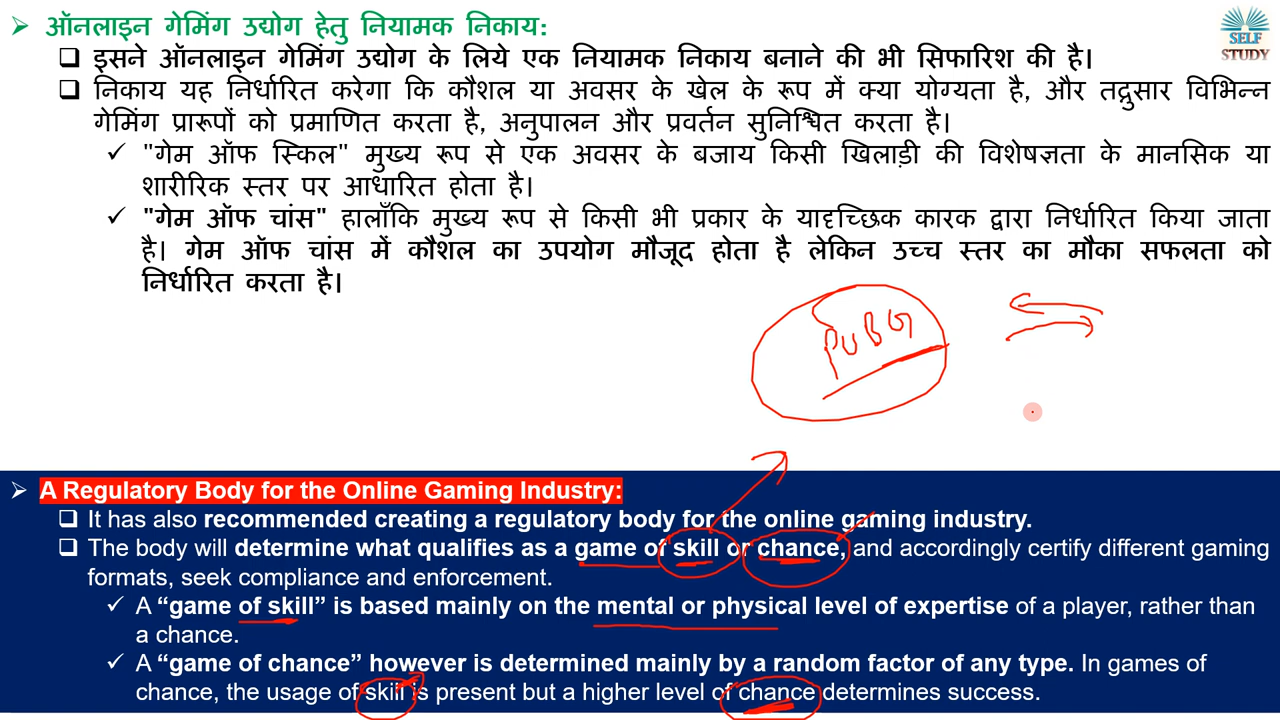 ऑनलाइन गेमिंग उद्योग हेतु नियामक निकाय:
SELF
STUDY
इसने ऑनलाइन गेमिंग उद्योग के लिये एक नियामक निकाय बनाने की भी सिफारिश की है।
निकाय यह निर्धारित करेगा कि कौशल या अवसर के खेल के रूप में क्या योग्यता है, और तद्नुसार विभिन्न
गेमिंग प्रारूपों को प्रमाणित करता है, अनुपालन और प्रवर्तन सुनिश्चित करता है।
"गेम ऑफ स्किल" मुख्य रूप से एक अवसर के बजाय किसी खिलाड़ी की विशेषज्ञता के मानसिक या
शारीरिक स्तर पर आधारित होता है।
"गेम ऑफ चांस" हालाँकि मुख्य रूप से किसी भी प्रकार के यादृच्छिक कारक द्वारा निर्धारित किया जाता
है। गेम ऑफ चांस में कौशल का उपयोग मौजूद होता है लेकिन उच्च स्तर का मौका सफलता को
निर्धारित करता है।
PUBG
A Regulatory Body for the Online Gaming Industry:
It has also recommended creating a regulatory body for the online gaming industry.
The body will determine what qualifies as a game of skill or chance, and accordingly certify different gaming
formats, seek compliance and enforcement.
A “game of skill” is based mainly on the mental or physical level of expertise of a player, rather than
a chance.
A “game of chance” however is determined mainly by a random factor of any type. In games of
chance, the usage of skill is present but a higher level of chance determines success.